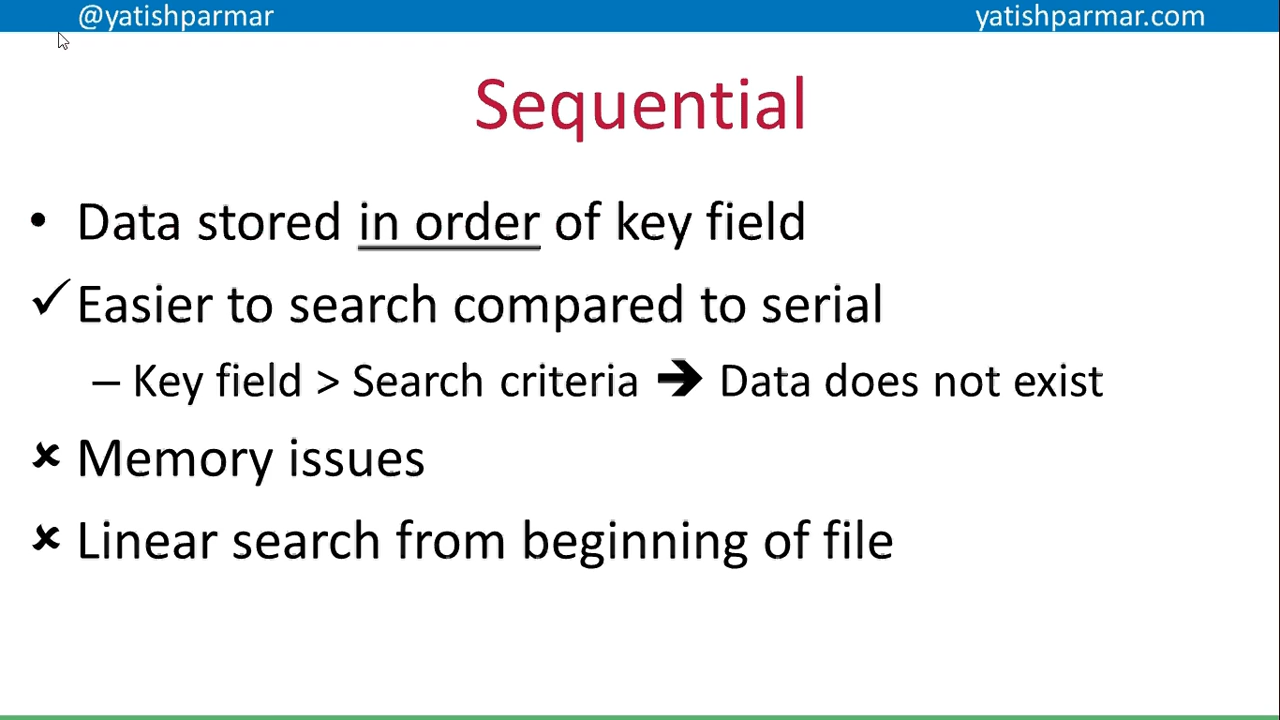 @yatishparmar
yatishparmar.com
Sequential
• Data stored in order of key field
✓ Easier to search compared to serial
– Key field > Search criteria ➔ Data does not exist
✘ Memory issues
✘ Linear search from beginning of file